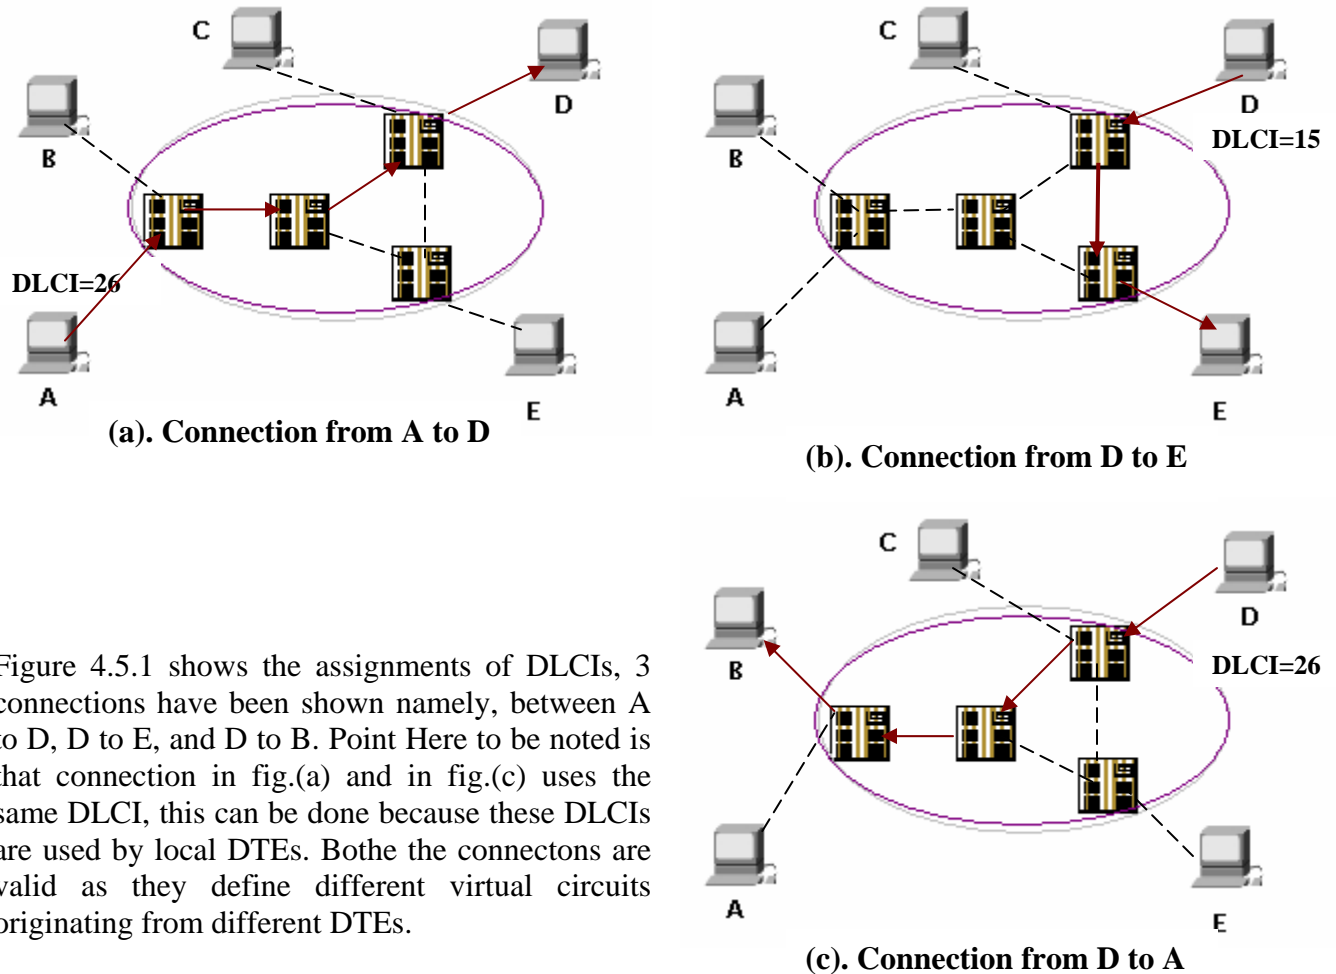 C
D
B
DLCI=26
A
E
(a). Connection from A to D
C
D
DLCI=15
B
A
E
(b). Connection from D to E
Figure 4.5.1 shows the assignments of DLCIs, 3
connections have been shown namely, between A
to D, D to E, and D to B. Point Here to be noted is
that connection in fig.(a) and in fig.(c) uses the
same DLCI, this can be done because these DLCIs
are used by local DTEs. Bothe the connectons are
valid as they define different virtual circuits
originating from different DTEs.
C
D
B
DLCI=26
A
E
(c). Connection from D to A